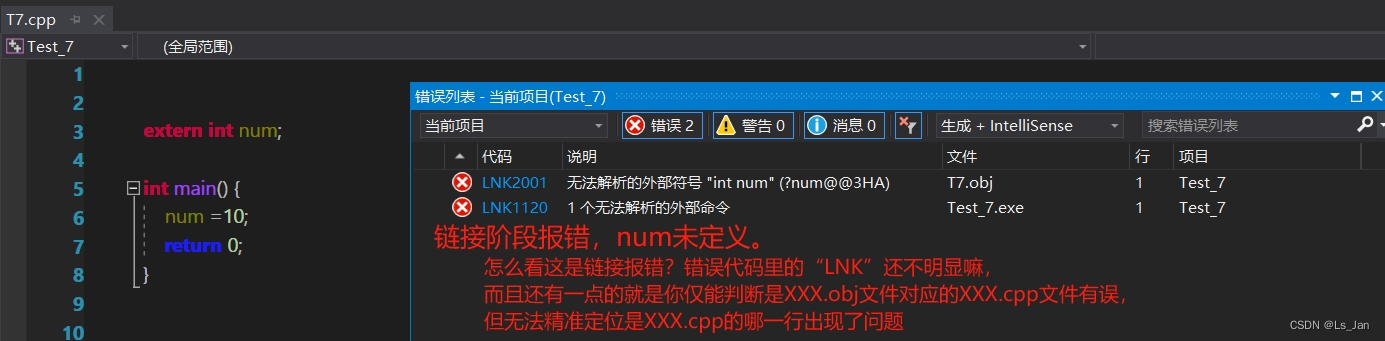 T7.cpp
Test_7
(全局范围)
1
2
3 extern int num;
4
5 int main() {
6 num =10;
7 return 0;
8 }
9
10
错误列表 - 当前项目(Test_7)
当前项目 错误 2 警告 0 消息 0 生成 + IntelliSense 搜索错误列表
代码 说明 文件 行 项目
LNK2001 无法解析的外部符号 "int num" (?num@@3HA) T7.obj 1 Test_7
LNK1120 1 个无法解析的外部命令 Test_7.exe 1 Test_7
链接阶段报错，num未定义。
怎么看这是链接报错？错误代码里的“LNK”还不明显嘛，
而且还有一点的就是你仅能判断是XXX.obj文件对应的XXX.cpp文件有误，
但无法精准定位是XXX.cpp的哪一行出现了问题
CSDN @Ls_Jan